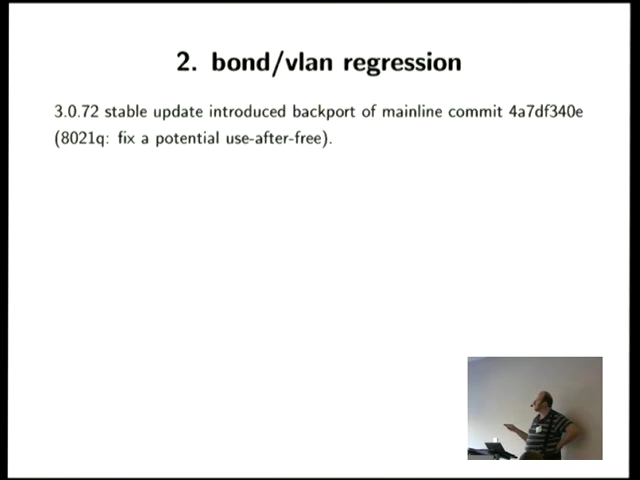 2. bond/vlan regression
3.0.72 stable update introduced backport of mainline commit 4a7df340e
(8021q: fix a potential use-after-free).